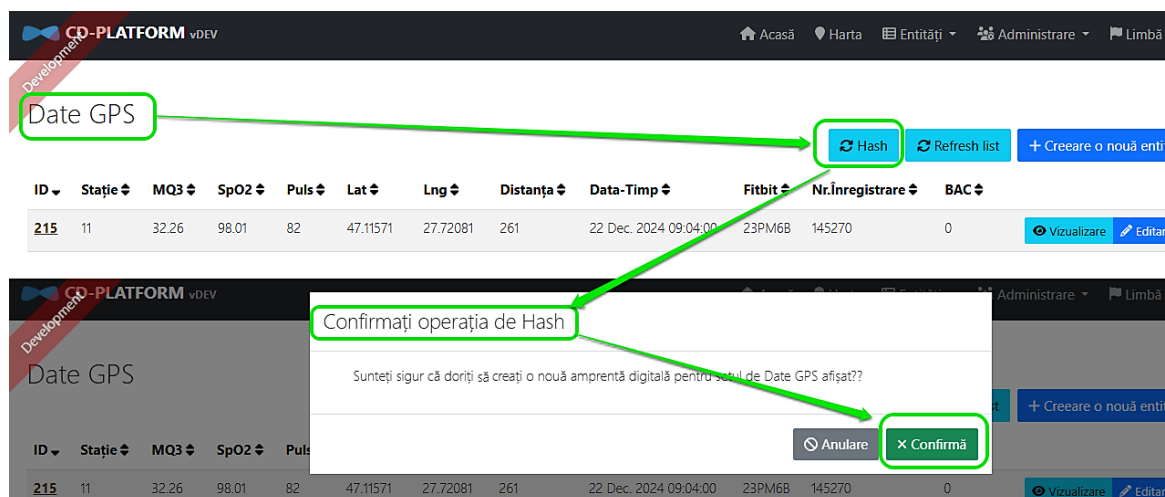 CD-PLATFORM vDEV Acasă Harta Entități Administrare Limbă
Development
Date GPS
Hash Refresh list + Creeare o nouă enti
ID Stație MQ3 SpO2 Puls Lat Lng Distanța Data-Timp Fitbit Nr.Înregistrare BAC
215 11 32.26 98.01 82 47.11571 27.72081 261 22 Dec. 2024 09:04:00 23PM6B 145270 0 Vizualizare Editar
CD-PLATFORM vDEV Administrare Limbă
Development
Confirmați operația de Hash
Date GPS
Sunteți sigur că doriți să creați o nouă amprentă digitală pentru setul de Date GPS afișat??
+ Creeare o nouă enti
Anulare × Confirmă
ID Stație MQ3 SpO2 Puls
215 11 32.26 98.01 82 47.11571 27.72081 261 22 Dec. 2024 09:04:00 23PM6B 145270 0 Vizualizare Editar